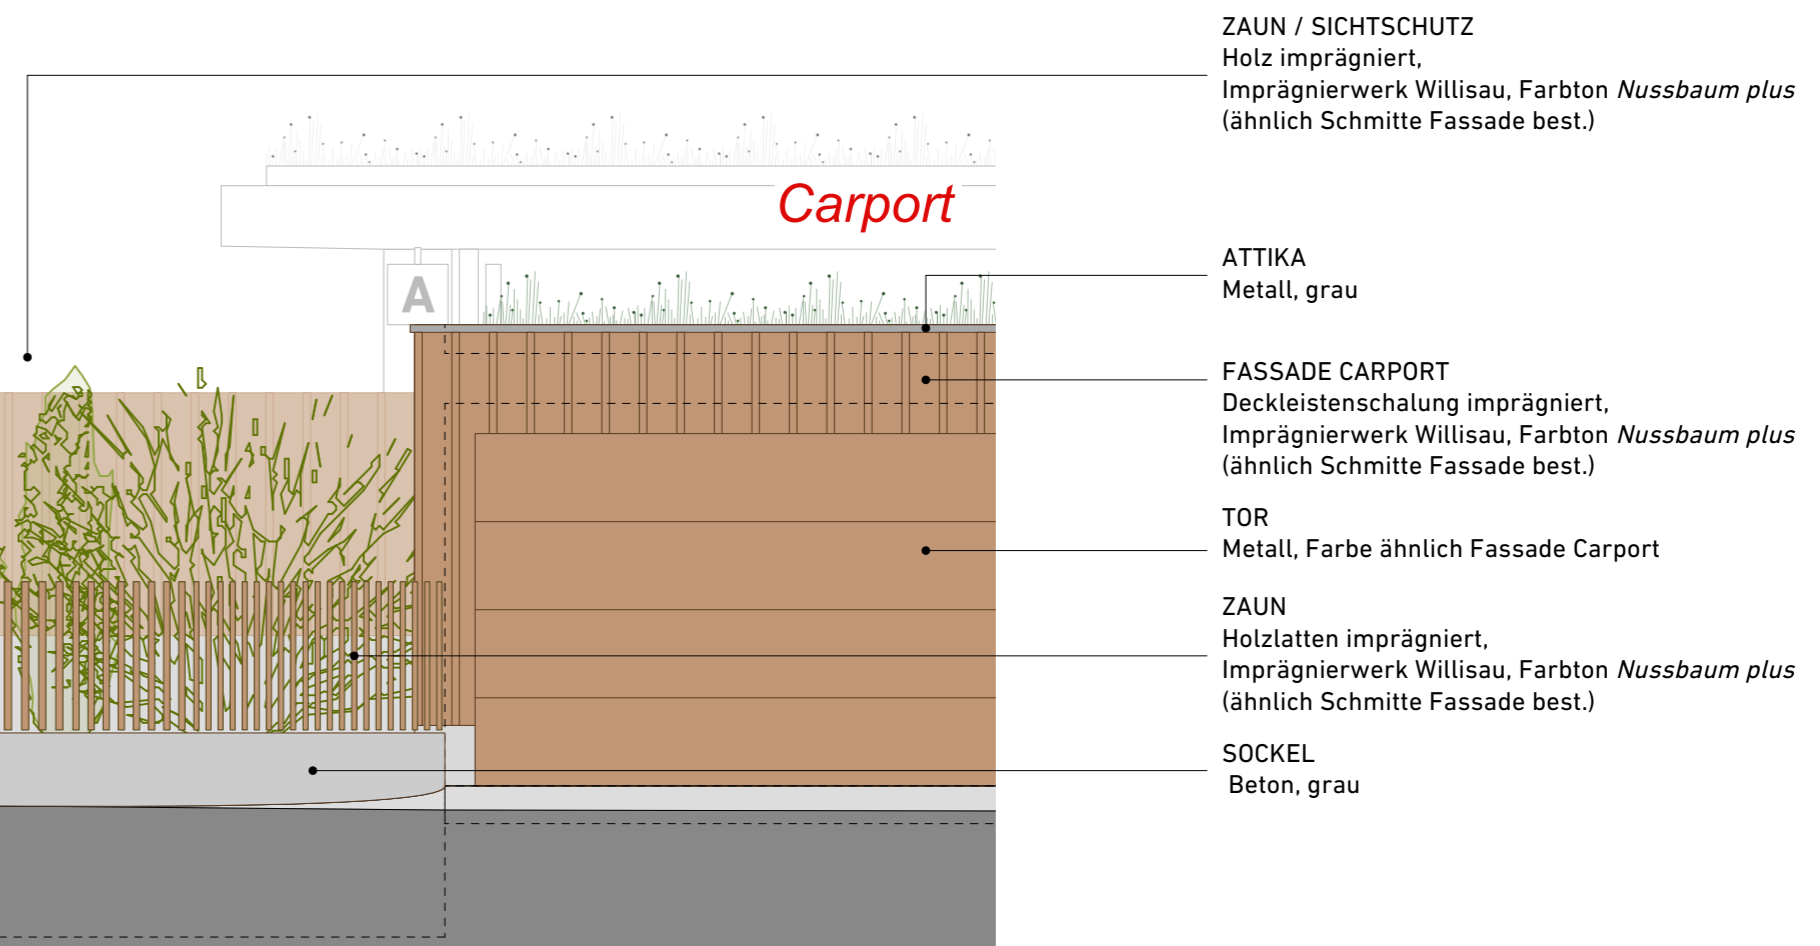 ZAUN / SICHTSCHUTZ
Holz imprägniert,
Imprägnierwerk Willisau, Farbton Nussbaum plus
(ähnlich Schmitte Fassade best.)
Carport
A
ATTIKA
Metall, grau
FASSADE CARPORT
Deckleistenschalung imprägniert,
Imprägnierwerk Willisau, Farbton Nussbaum plus
(ähnlich Schmitte Fassade best.)
TOR
Metall, Farbe ähnlich Fassade Carport
ZAUN
Holzlatten imprägniert,
Imprägnierwerk Willisau, Farbton Nussbaum plus
(ähnlich Schmitte Fassade best.)
SOCKEL
Beton, grau